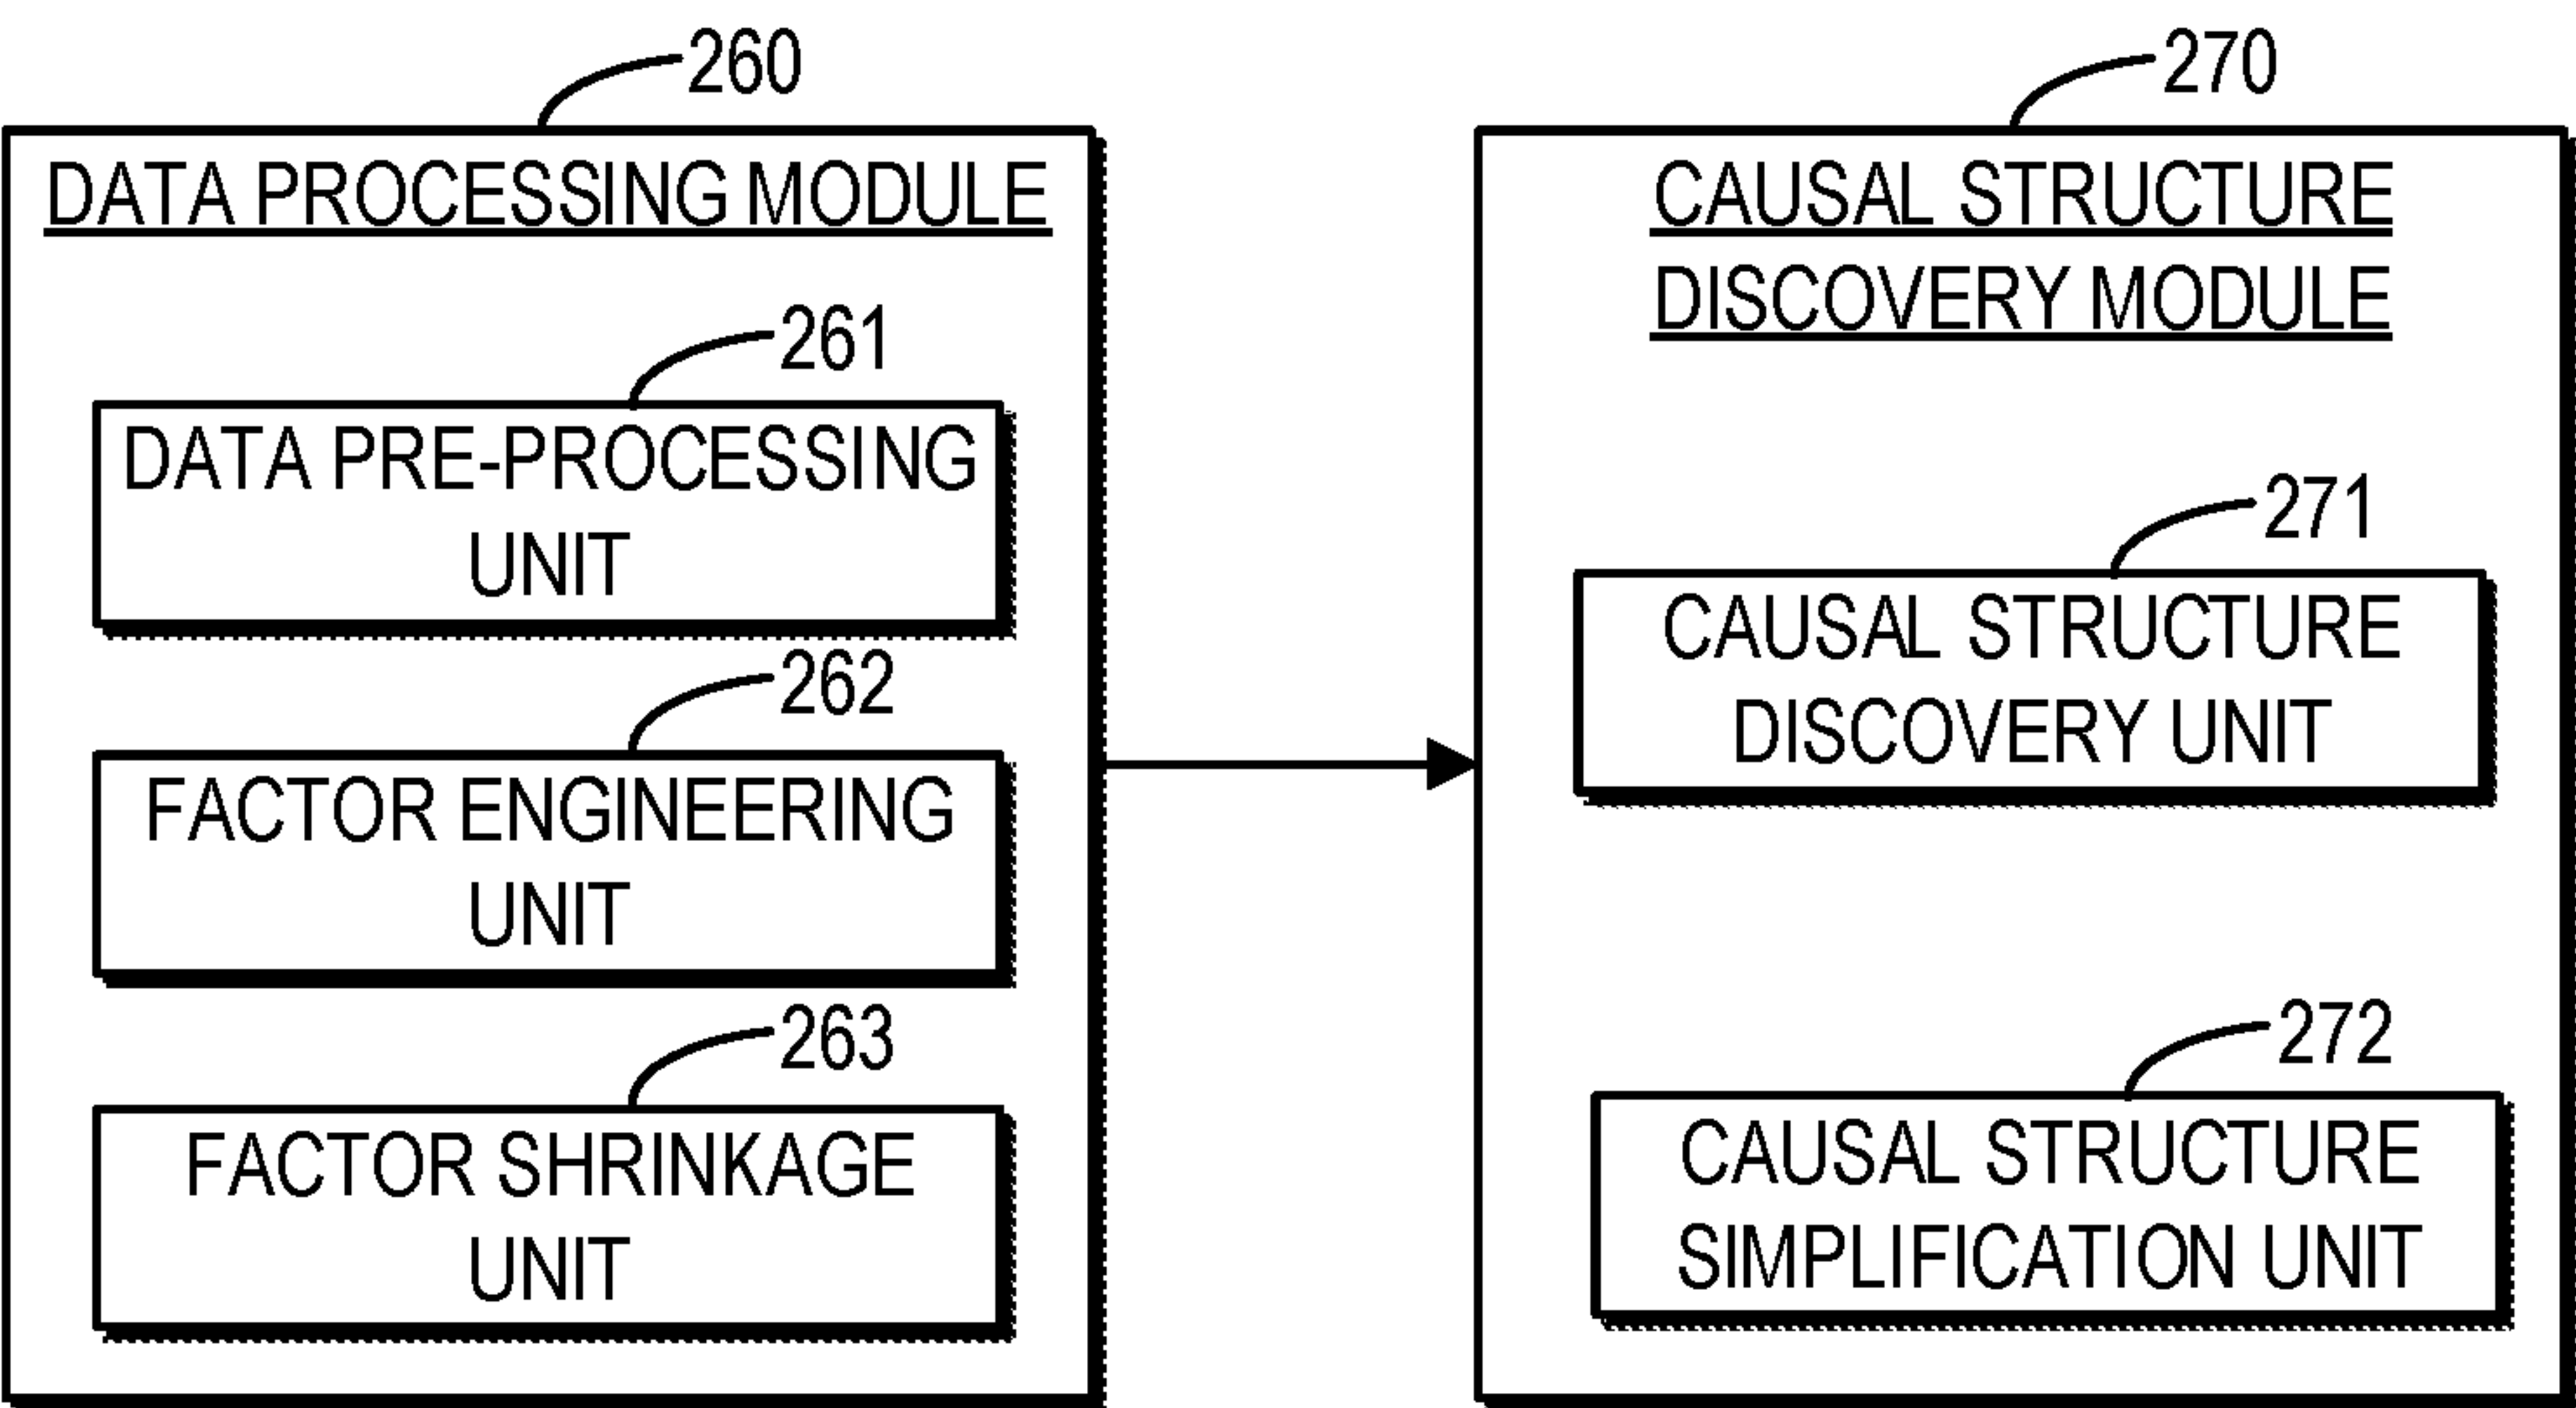 260
DATA PROCESSING MODULE
261
DATA PRE-PROCESSING
UNIT
262
FACTOR ENGINEERING
UNIT
263
FACTOR SHRINKAGE
UNIT
270
CAUSAL STRUCTURE
DISCOVERY MODULE
271
CAUSAL STRUCTURE
DISCOVERY UNIT
272
CAUSAL STRUCTURE
SIMPLIFICATION UNIT